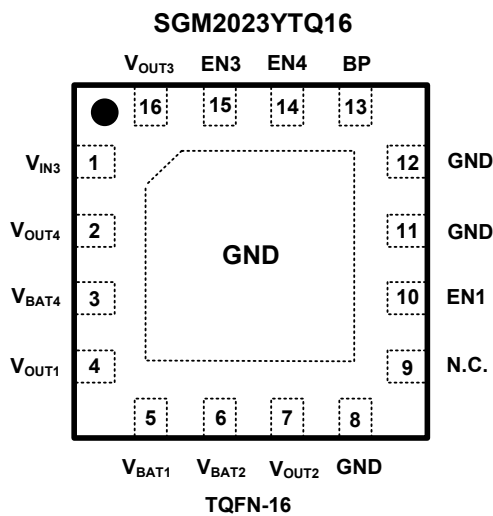 SGM2023YTQ16
VOUT3 EN3 EN4 BP
16 15 14 13
VIN3 1 12 GND
VOUT4 2 11 GND
GND
VBAT4 3 10 EN1
VOUT1 4 9 N.C.
5 6 7 8
VBAT1 VBAT2 VOUT2 GND
TQFN-16